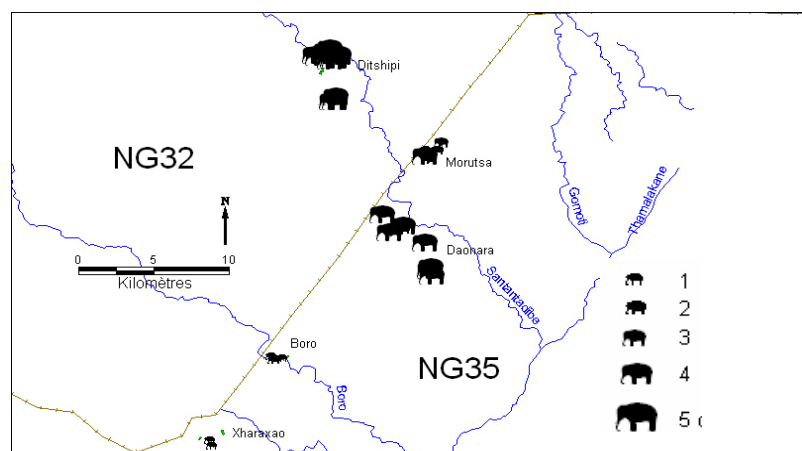 Ditshipi
NG32
Morutsa
N
Gomoti
Thamalakane
Daonara
0 5 10
Kilomètres
Santantadibe
1
2
3
4
5
Boro
NG35
Boro
Xharaxao